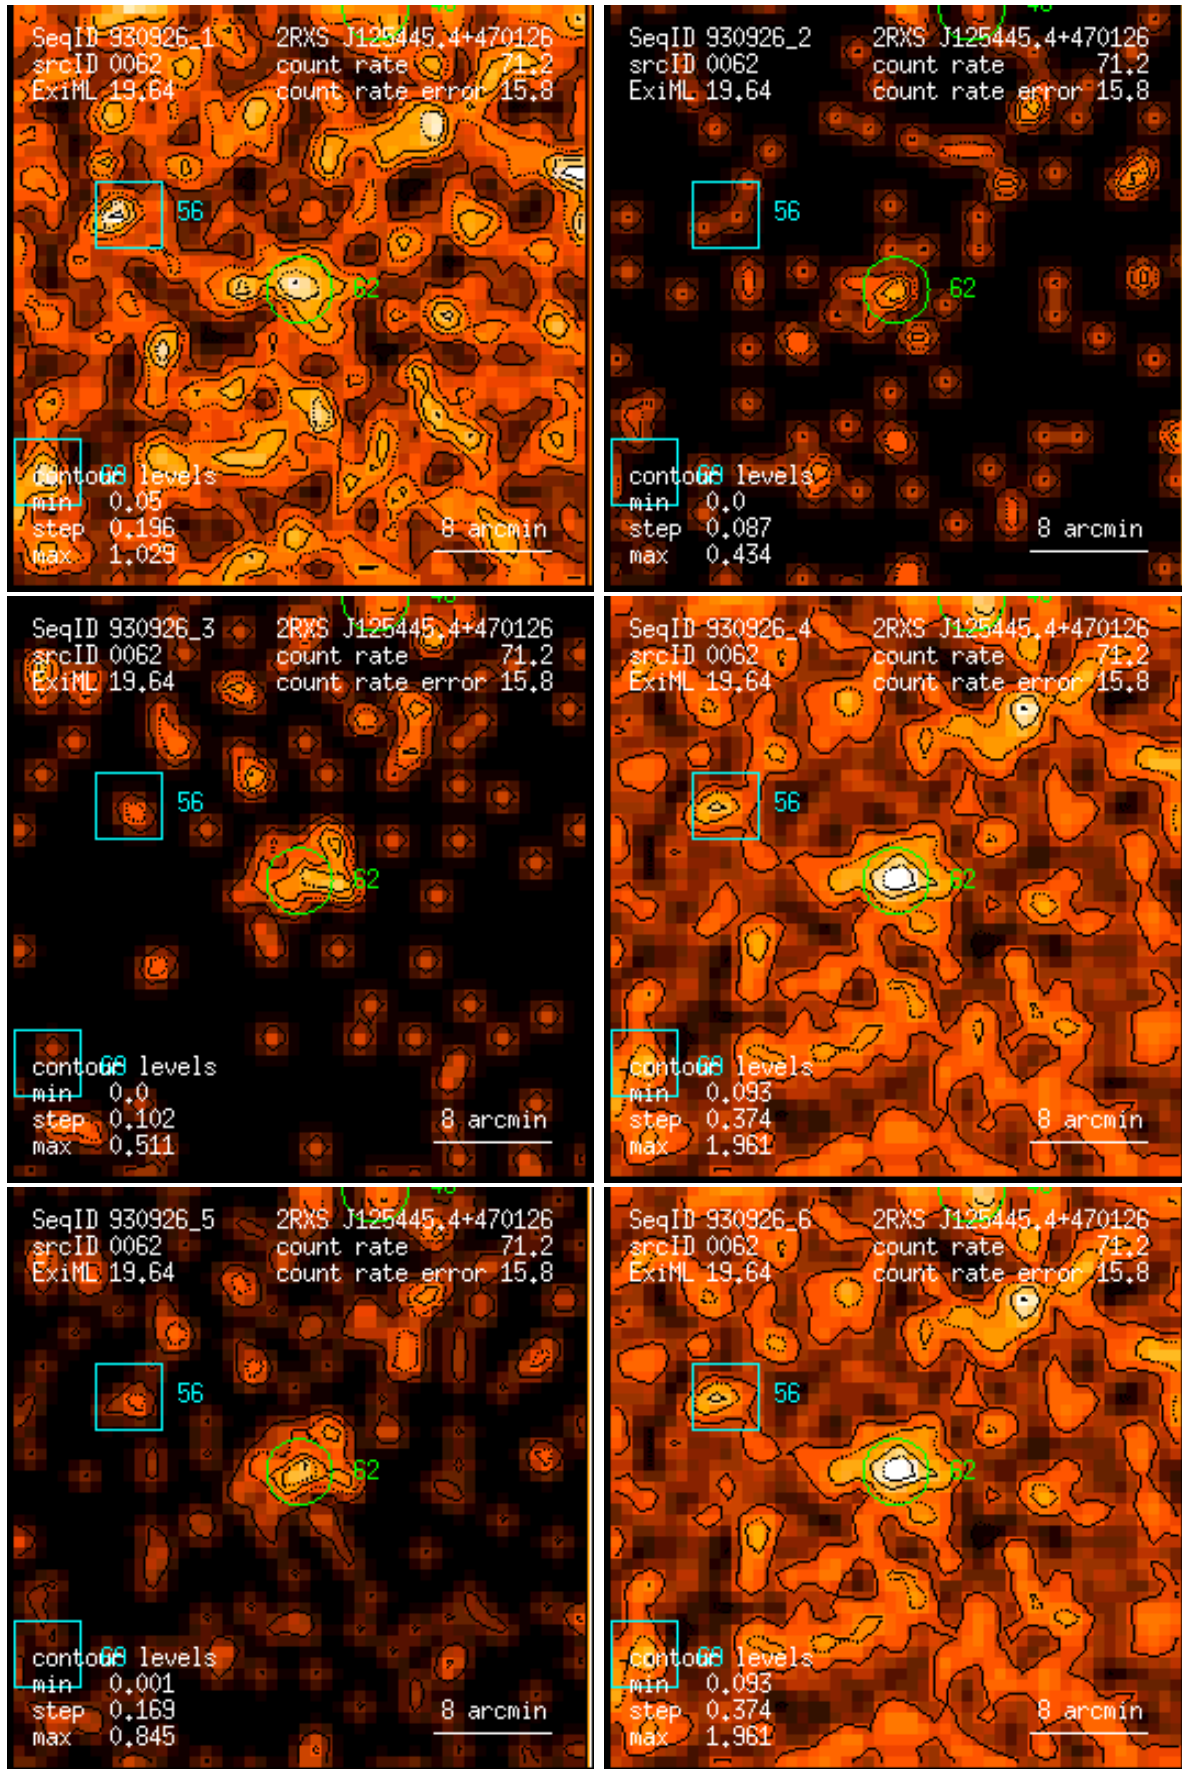 SeqID 930926_1 2RXS J125445.4+470126
srcID 0062 count rate 71.2
ExiML 19.64 count rate error 15.8
56
62
contour levels
min 0.05
step 0.196 8 arcmin
max 1.029
SeqID 930926_2 2RXS J125445.4+470126
srcID 0062 count rate 71.2
ExiML 19.64 count rate error 15.8
56
62
contour levels
min 0.0
step 0.087 8 arcmin
max 0.434
SeqID 930926_3 2RXS J125445.4+470126
srcID 0062 count rate 71.2
ExiML 19.64 count rate error 15.8
56
62
contour levels
min 0.0
step 0.102 8 arcmin
max 0.511
SeqID 930926_4 2RXS J125445.4+470126
srcID 0062 count rate 71.2
ExiML 19.64 count rate error 15.8
56
62
contour levels
min 0.093
step 0.374 8 arcmin
max 1.961
SeqID 930926_5 2RXS J125445.4+470126
srcID 0062 count rate 71.2
ExiML 19.64 count rate error 15.8
56
62
contour levels
min 0.001
step 0.169 8 arcmin
max 0.845
SeqID 930926_6 2RXS J125445.4+470126
srcID 0062 count rate 71.2
ExiML 19.64 count rate error 15.8
56
62
contour levels
min 0.093
step 0.374 8 arcmin
max 1.961